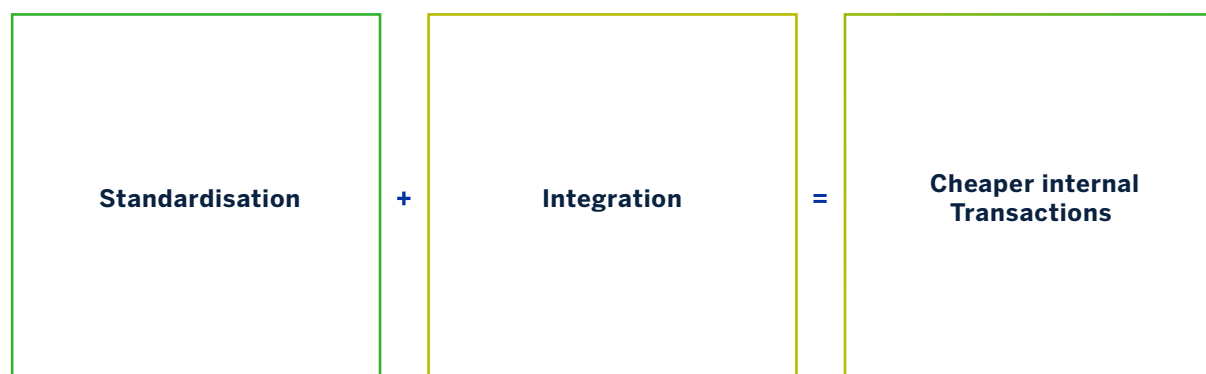 Standardisation
+
Integration
=
Cheaper internal
Transactions